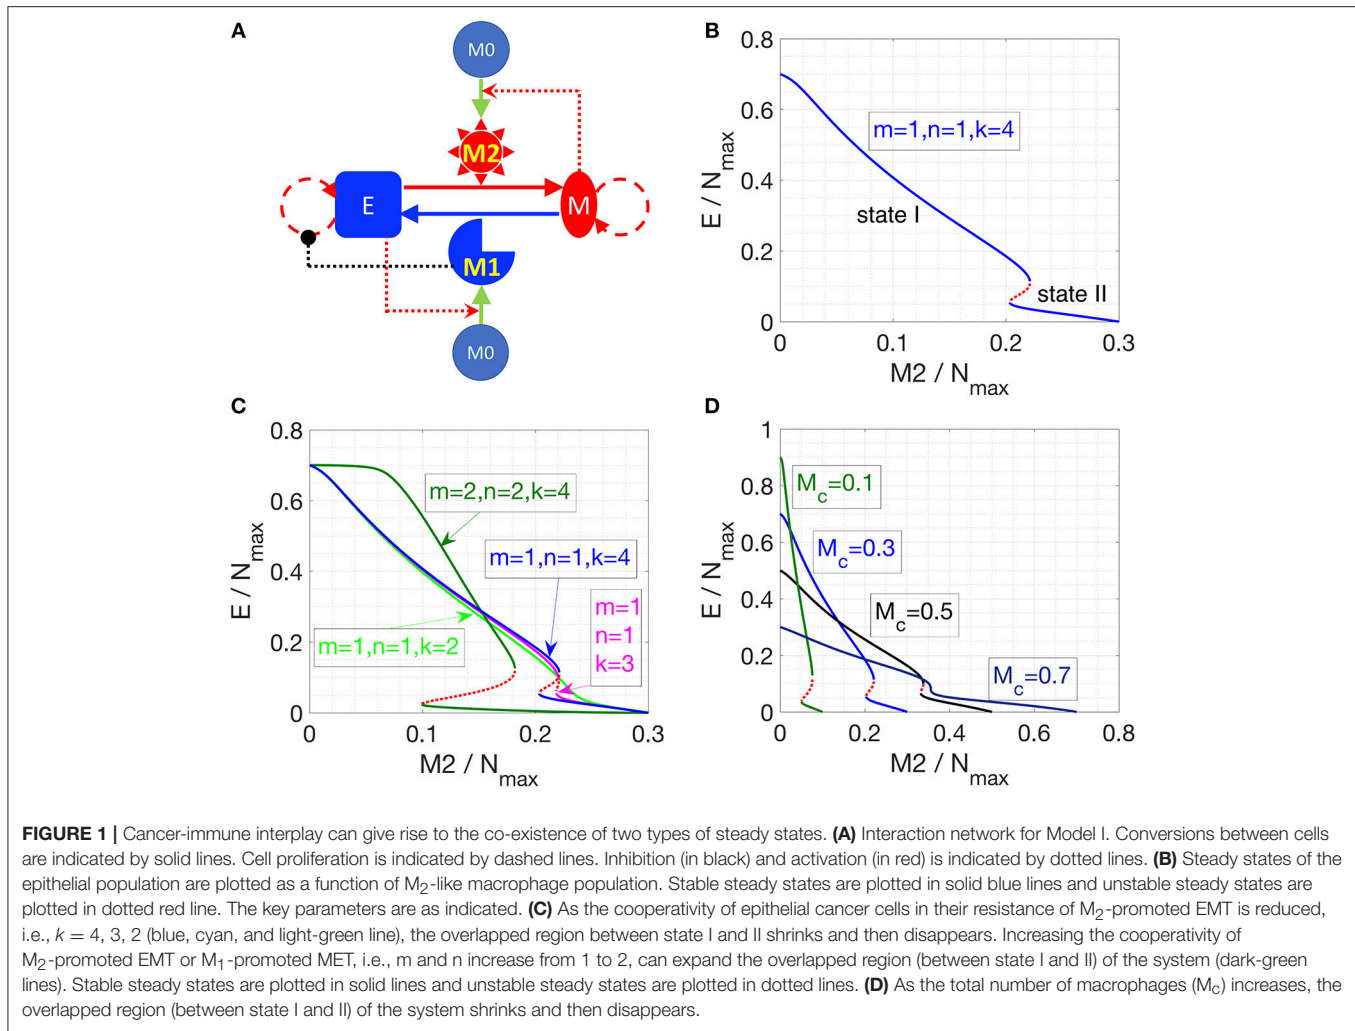 A
M0
M2
E
M
M1
M0
B
0.8
0.6
0.4
0.2
0
E / Nmax
m=1,n=1,k=4
state I
state II
0
0.1
0.2
0.3
M2 / Nmax
C
0.8
0.6
0.4
0.2
0
E / Nmax
m=2,n=2,k=4
m=1,n=1,k=4
m=1
n=1
k=3
m=1,n=1,k=2
0
0.1
0.2
0.3
M2 / Nmax
D
1
0.8
0.6
0.4
0.2
0
E / Nmax
Mc=0.1
Mc=0.3
Mc=0.5
Mc=0.7
0
0.2
0.4
0.6
0.8
M2 / Nmax
FIGURE 1 | Cancer-immune interplay can give rise to the co-existence of two types of steady states. (A) Interaction network for Model I. Conversions between cells
are indicated by solid lines. Cell proliferation is indicated by dashed lines. Inhibition (in black) and activation (in red) is indicated by dotted lines. (B) Steady states of the
epithelial population are plotted as a function of M2-like macrophage population. Stable steady states are plotted in solid blue lines and unstable steady states are
plotted in dotted red line. The key parameters are as indicated. (C) As the cooperativity of epithelial cancer cells in their resistance of M2-promoted EMT is reduced,
i.e., k = 4, 3, 2 (blue, cyan, and light-green line), the overlapped region between state I and II shrinks and then disappears. Increasing the cooperativity of
M2-promoted EMT or M1-promoted MET, i.e., m and n increase from 1 to 2, can expand the overlapped region (between state I and II) of the system (dark-green
lines). Stable steady states are plotted in solid lines and unstable steady states are plotted in dotted lines. (D) As the total number of macrophages (Mc) increases, the
overlapped region (between state I and II) of the system shrinks and then disappears.